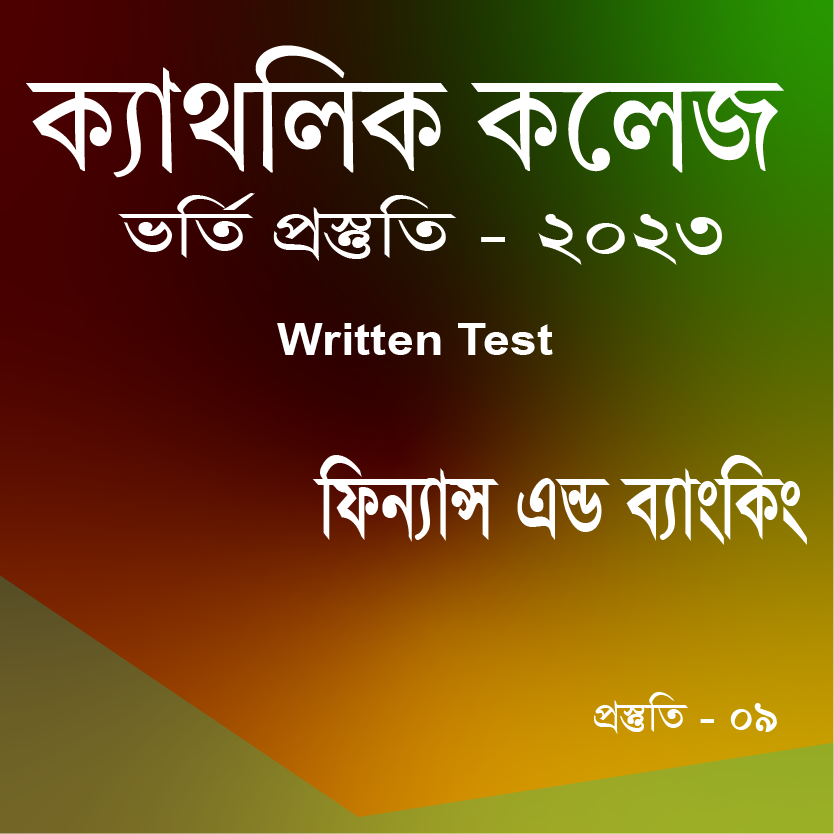 ক্যাথলিক কলেজ
ভর্তি প্রস্তুতি - ২০২৩
Written Test
ফিন্যান্স এন্ড ব্যাংকিং
প্রস্তুতি - ০৯